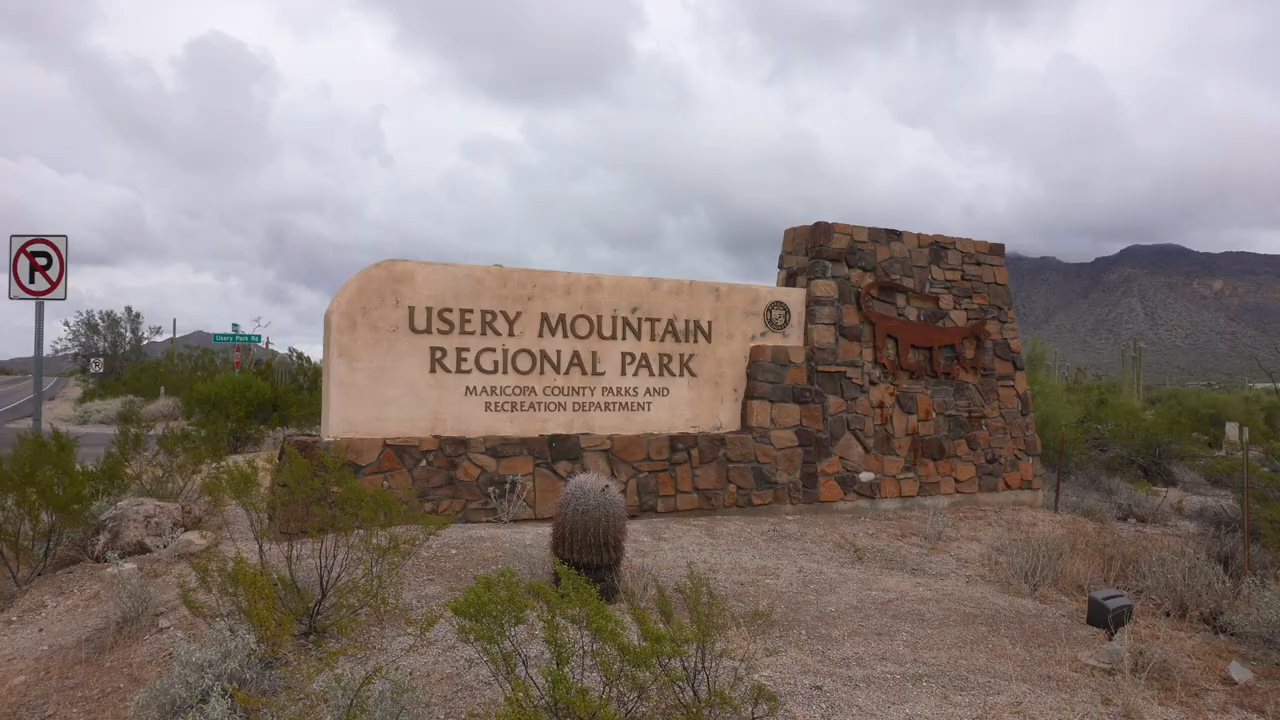 USERY MOUNTAIN
REGIONAL PARK
MARICOPA COUNTY PARKS AND
RECREATION DEPARTMENT
P
Usery Park Rd
P